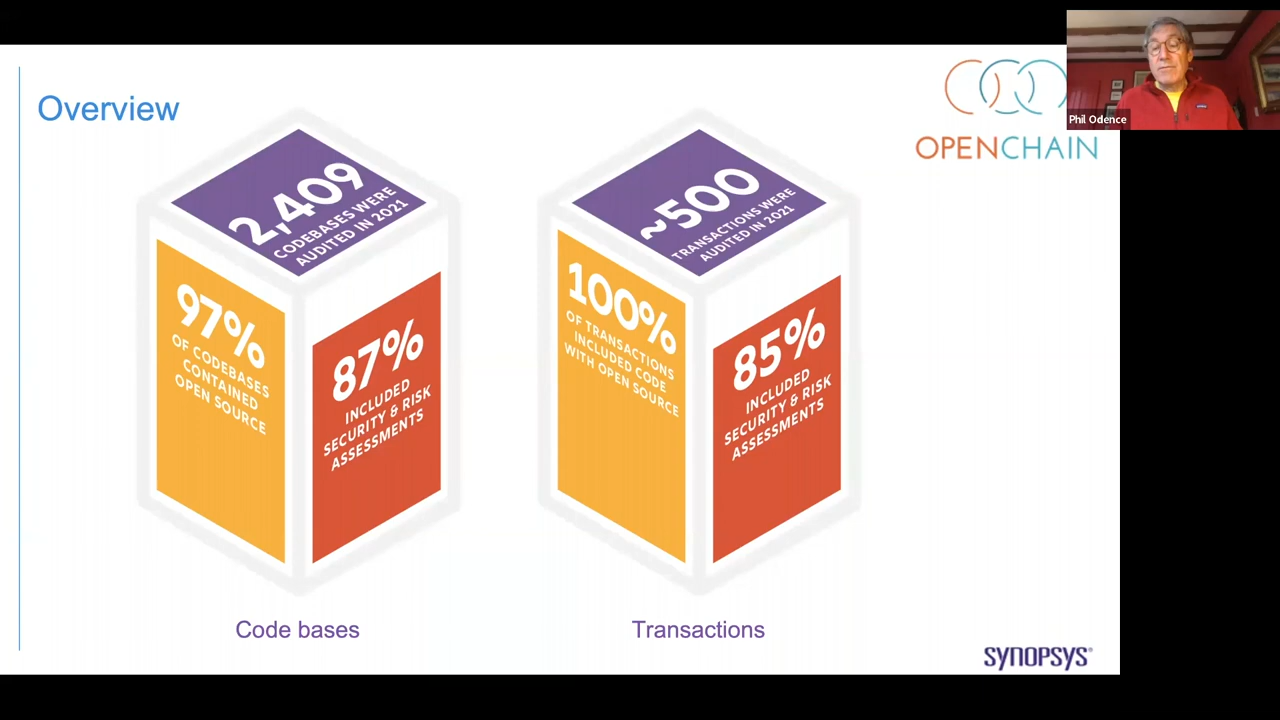 Overview
OPENCHAIN
Phil Odence
2,409
CODEBASES WERE
AUDITED IN 2021
97%
OF CODEBASES
CONTAINED
OPEN SOURCE
87%
INCLUDED
SECURITY & RISK
ASSESSMENTS
Code bases
~500
TRANSACTIONS WERE
AUDITED IN 2021
100%
OF TRANSACTIONS
INCLUDED CODE
WITH OPEN SOURCE
85%
INCLUDED
SECURITY & RISK
ASSESSMENTS
Transactions
SYNOPSYS®